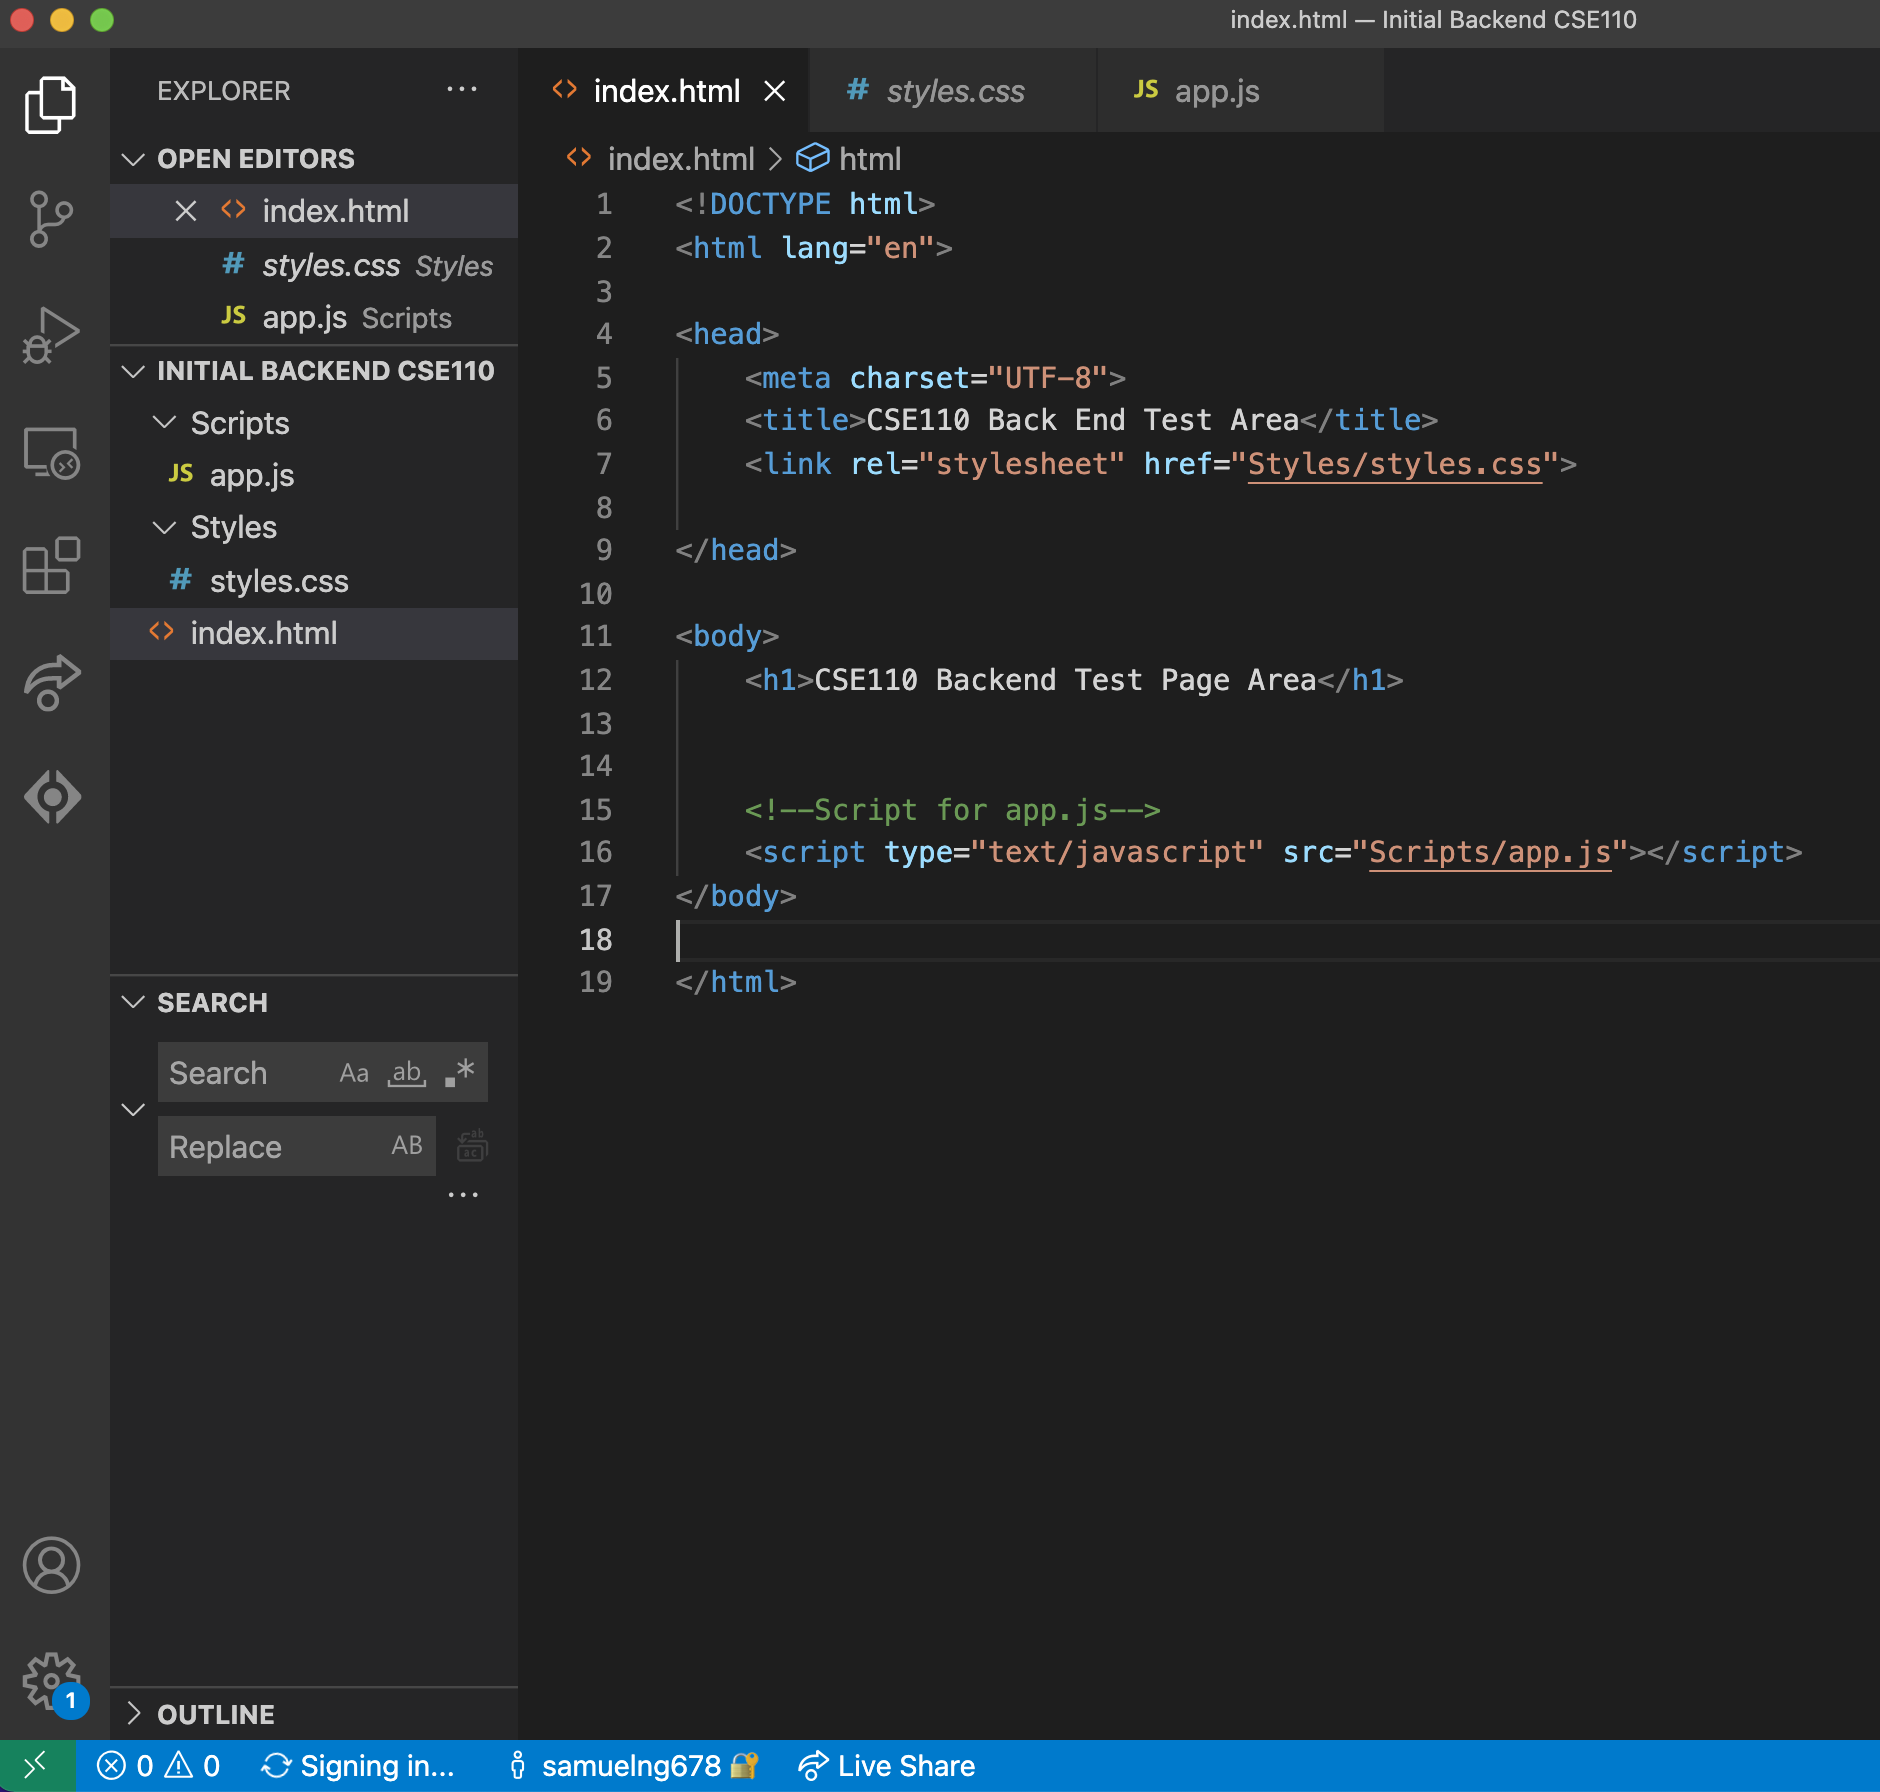 index.html — Initial Backend CSE110
EXPLORER
OPEN EDITORS
index.html
styles.css Styles
JS app.js Scripts
INITIAL BACKEND CSE110
Scripts
JS app.js
Styles
# styles.css
index.html
SEARCH
Search Aa ab .*
Replace AB
OUTLINE
index.html
# styles.css
JS app.js
index.html > html
1 <!DOCTYPE html>
2 <html lang="en">
3
4 <head>
5     <meta charset="UTF-8">
6     <title>CSE110 Back End Test Area</title>
7     <link rel="stylesheet" href="Styles/styles.css">
8
9 </head>
10
11 <body>
12     <h1>CSE110 Backend Test Page Area</h1>
13
14
15     <!--Script for app.js-->
16     <script type="text/javascript" src="Scripts/app.js"></script>
17 </body>
18
19 </html>
1
0 0 Signing in... samuelng678 Live Share